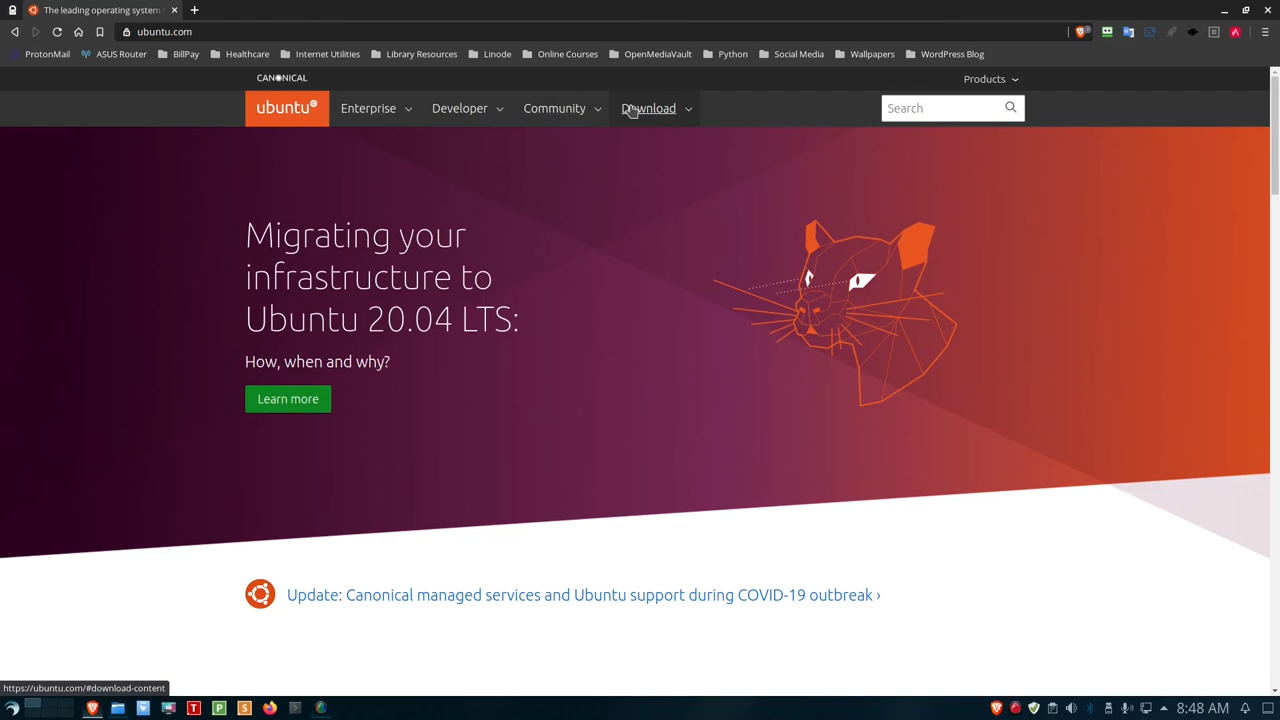 The leading operating system
ubuntu.com
ProtonMail
ASUS Router
BillPay
Healthcare
Internet Utilities
Library Resources
Linode
Online Courses
OpenMediaVault
Python
Social Media
Wallpapers
WordPress Blog
CANONICAL
Products
ubuntu
Enterprise
Developer
Community
Download
Search
Migrating your
infrastructure to
Ubuntu 20.04 LTS:
How, when and why?
Learn more
Update: Canonical managed services and Ubuntu support during COVID-19 outbreak ›
https://ubuntu.com/#download-content
T
P
S
8:48 AM